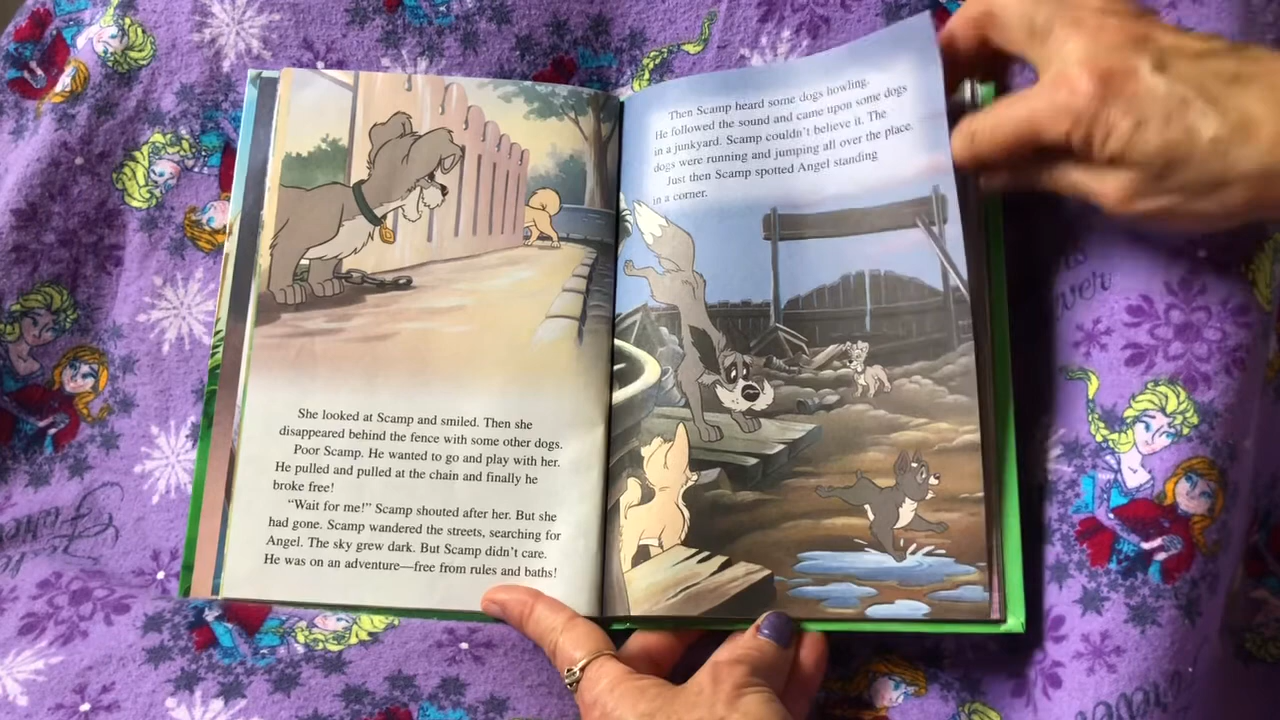 She looked at Scamp and smiled. Then she
disappeared behind the fence with some other dogs.
Poor Scamp. He wanted to go and play with her.
He pulled and pulled at the chain and finally he
broke free!
“Wait for me!” Scamp shouted after her. But she
had gone. Scamp wandered the streets, searching for
Angel. The sky grew dark. But Scamp didn’t care.
He was on an adventure—free from rules and baths!
Then Scamp heard some dogs howling.
He followed the sound and came upon some dogs
in a junkyard. Scamp couldn’t believe it. The
dogs were running and jumping all over the place.
Just then Scamp spotted Angel standing
in a corner.